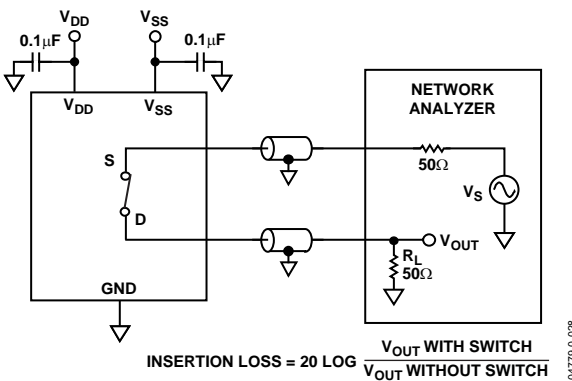 VDD
VSS
0.1μF
0.1μF
VDD
VSS
NETWORK
ANALYZER
S
50Ω
VS
D
VOUT
RL
50Ω
GND
INSERTION LOSS = 20 LOG VOUT WITH SWITCH
VOUT WITHOUT SWITCH
04779-0-028